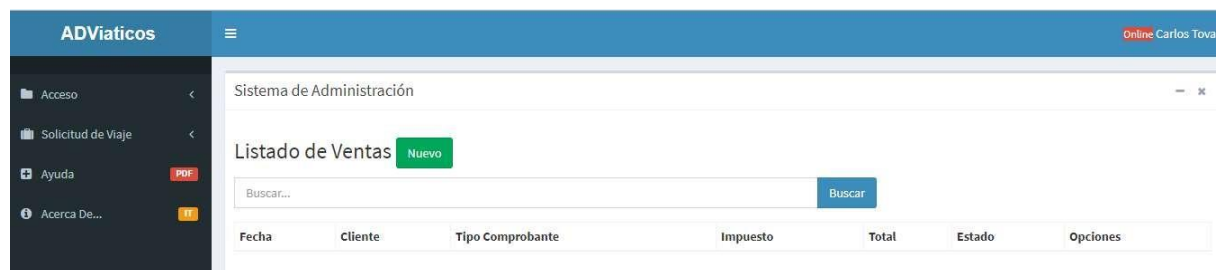 ADViaticos
Online Carlos Tova
Acceso
Solicitud de Viaje
Ayuda PDF
Acerca De... IT
Sistema de Administración
Listado de Ventas Nuevo
Buscar... Buscar
Fecha Cliente Tipo Comprobante Impuesto Total Estado Opciones